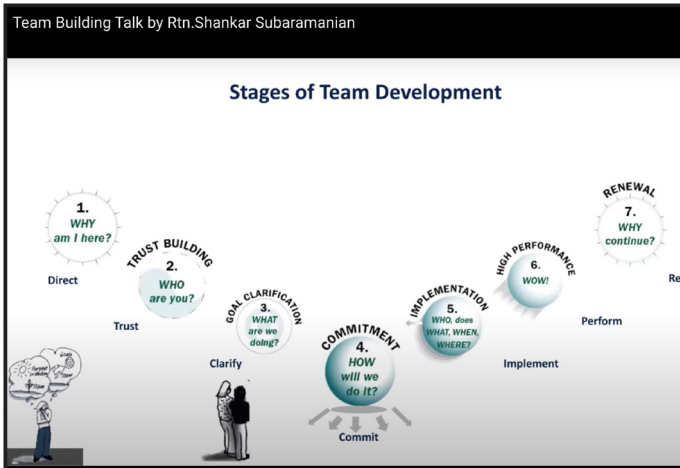 Team Building Talk by Rtn.Shankar Subaramanian
Stages of Team Development
1.
WHY
am I here?
Direct
TRUST BUILDING
2.
WHO
are you?
Trust
GOAL CLARIFICATION
3.
WHAT
are we
doing?
Clarify
COMMITMENT
4.
HOW
will we
do it?
Commit
IMPLEMENTATION
5.
WHO, does
WHAT, WHEN,
WHERE?
Implement
HIGH PERFORMANCE
6.
WOW!
Perform
RENEWAL
7.
WHY
continue?
Re